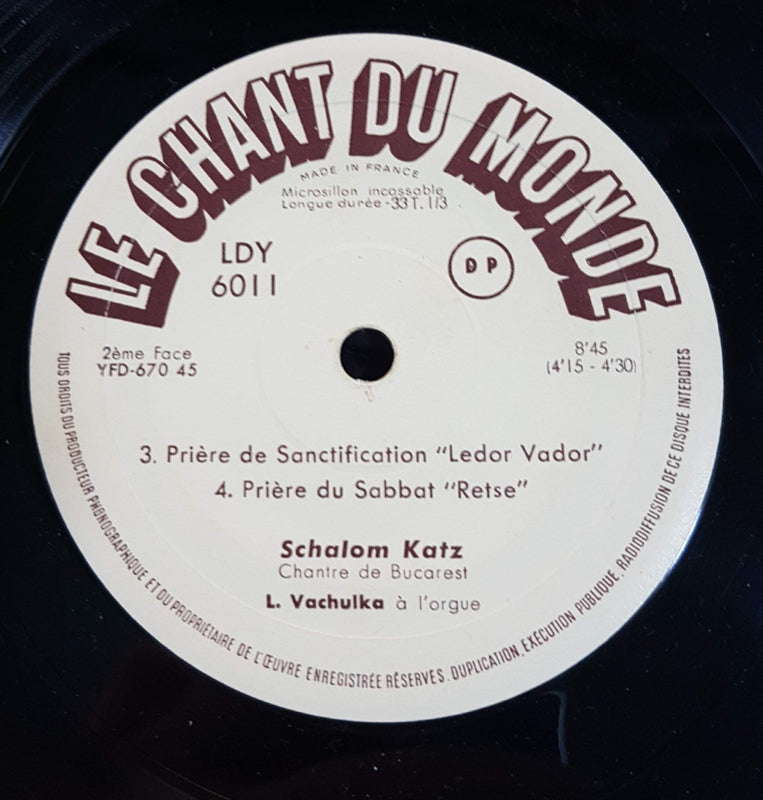 LE CHANT DU MONDE
MADE IN FRANCE
Microsillon incassable
Longue durée -33 T. 1/3
LDY
6011
DP
2ème Face
YFD-670 45
8'45
(4'15 - 4'30)
3. Prière de Sanctification "Ledor Vador"
4. Prière du Sabbat "Retse"
Schalom Katz
Chantre de Bucarest
L. Vachulka à l'orgue
TOUS DROITS DU PRODUCTEUR PHONOGRAPHIQUE ET DU PROPRIÉTAIRE DE L'ŒUVRE ENREGISTRÉE RÉSERVES. DUPLICATION, EXÉCUTION PUBLIQUE, RADIODIFFUSION DE CE DISQUE INTERDITES